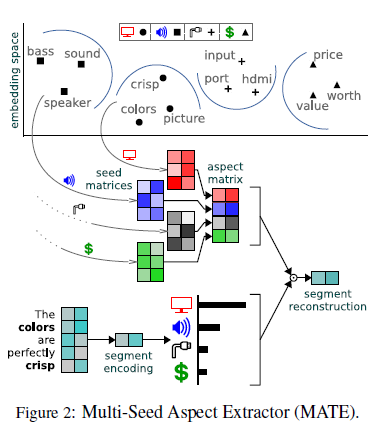 embedding space
bass
sound
speaker
crisp
colors
picture
input
port
hdmi
price
worth
value
$
seed
matrices
aspect
matrix
$
The
colors
are
perfectly
crisp
segment
encoding
$
segment
reconstruction
Figure 2: Multi-Seed Aspect Extractor (MATE).